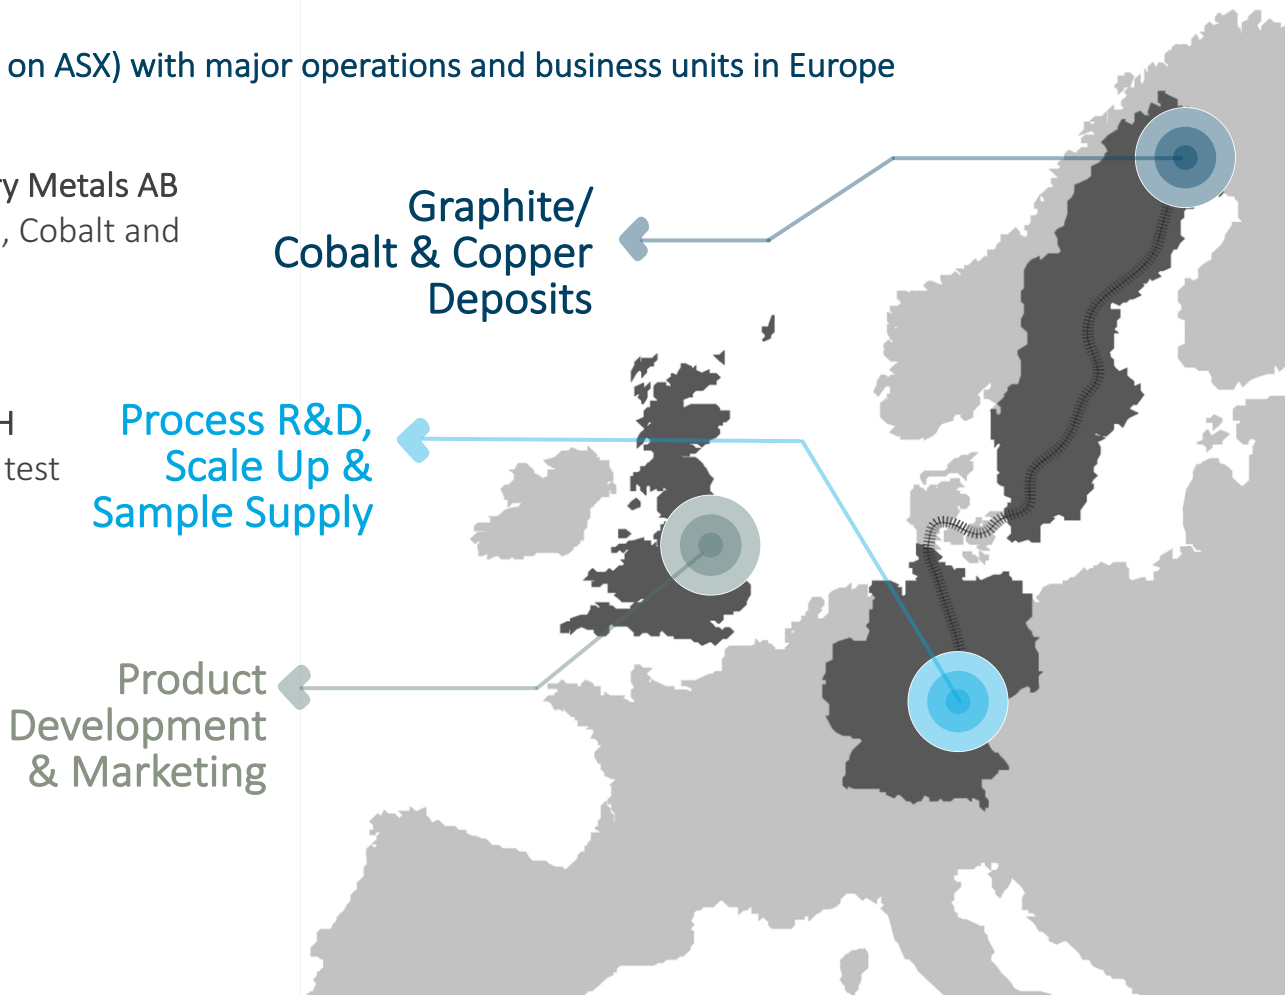 on ASX) with major operations and business units in Europe
ry Metals AB
, Cobalt and
Graphite/
Cobalt & Copper
Deposits
H
test
Process R&D,
Scale Up &
Sample Supply
Product
Development
& Marketing